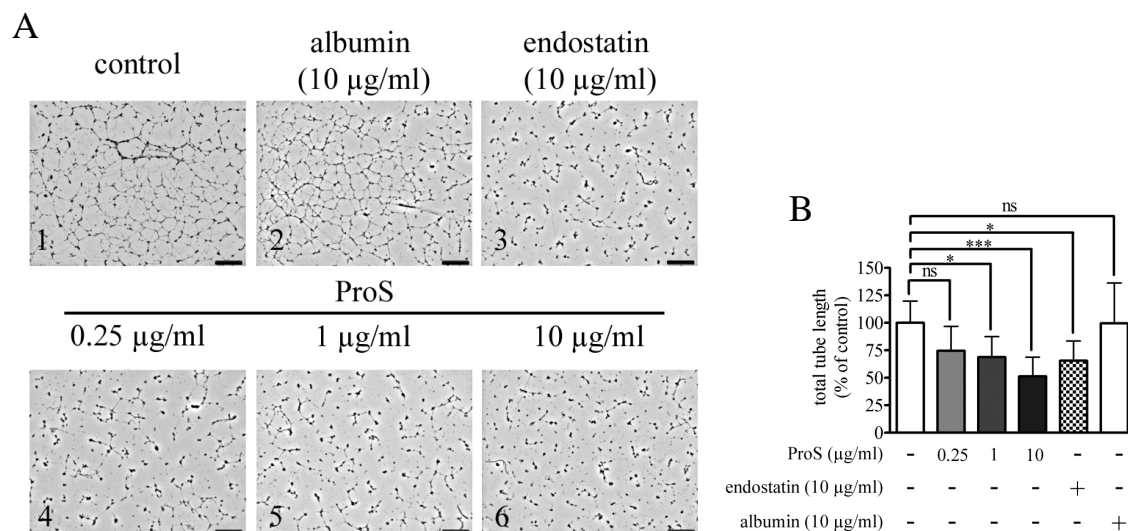 A
control
albumin
(10 µg/ml)
endostatin
(10 µg/ml)
1
2
3
ProS
0.25 µg/ml
1 µg/ml
10 µg/ml
4
5
6
B
ns
*
***
*
ns
150
125
100
75
50
25
0
total tube length
(% of control)
ProS (µg/ml) - 0.25 1 10 - -
endostatin (10 µg/ml) - - - - + -
albumin (10 µg/ml) - - - - - +